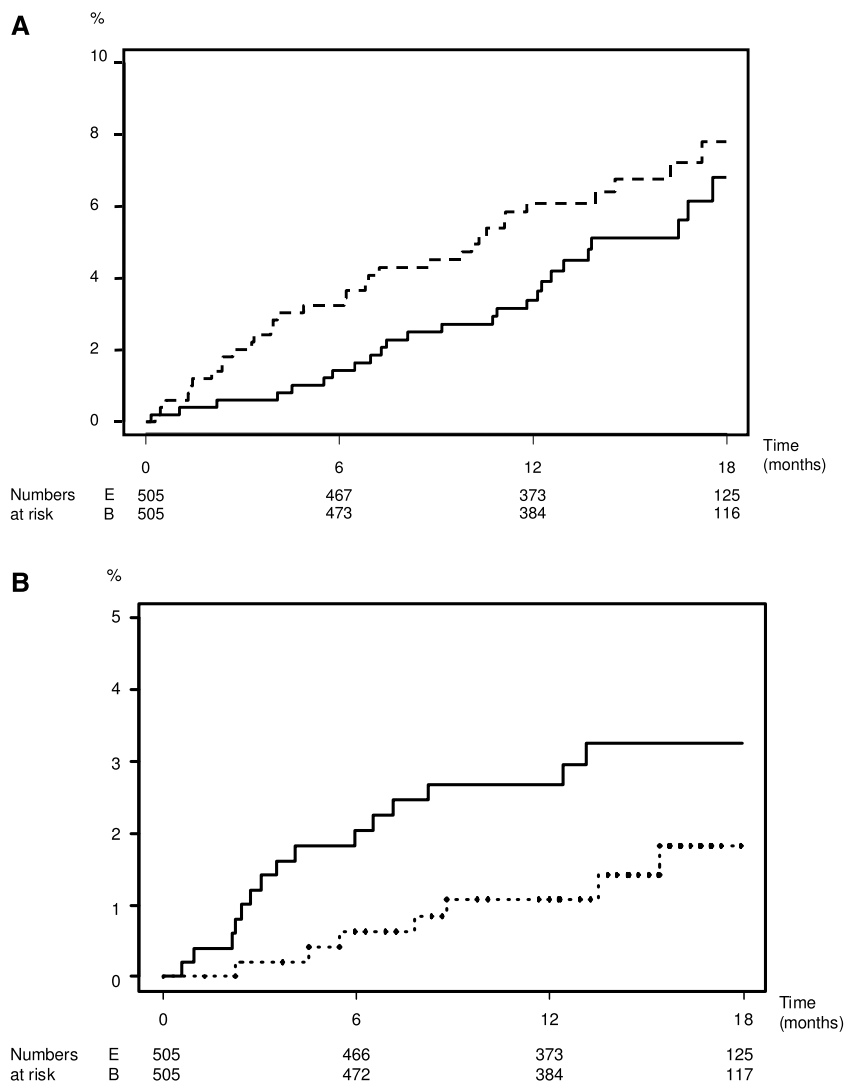 A
%
10
8
6
4
2
0
0 6 12 18
Time
(months)
Numbers E 505 467 373 125
at risk B 505 473 384 116
B
%
5
4
3
2
1
0
0 6 12 18
Time
(months)
Numbers E 505 466 373 125
at risk B 505 472 384 117